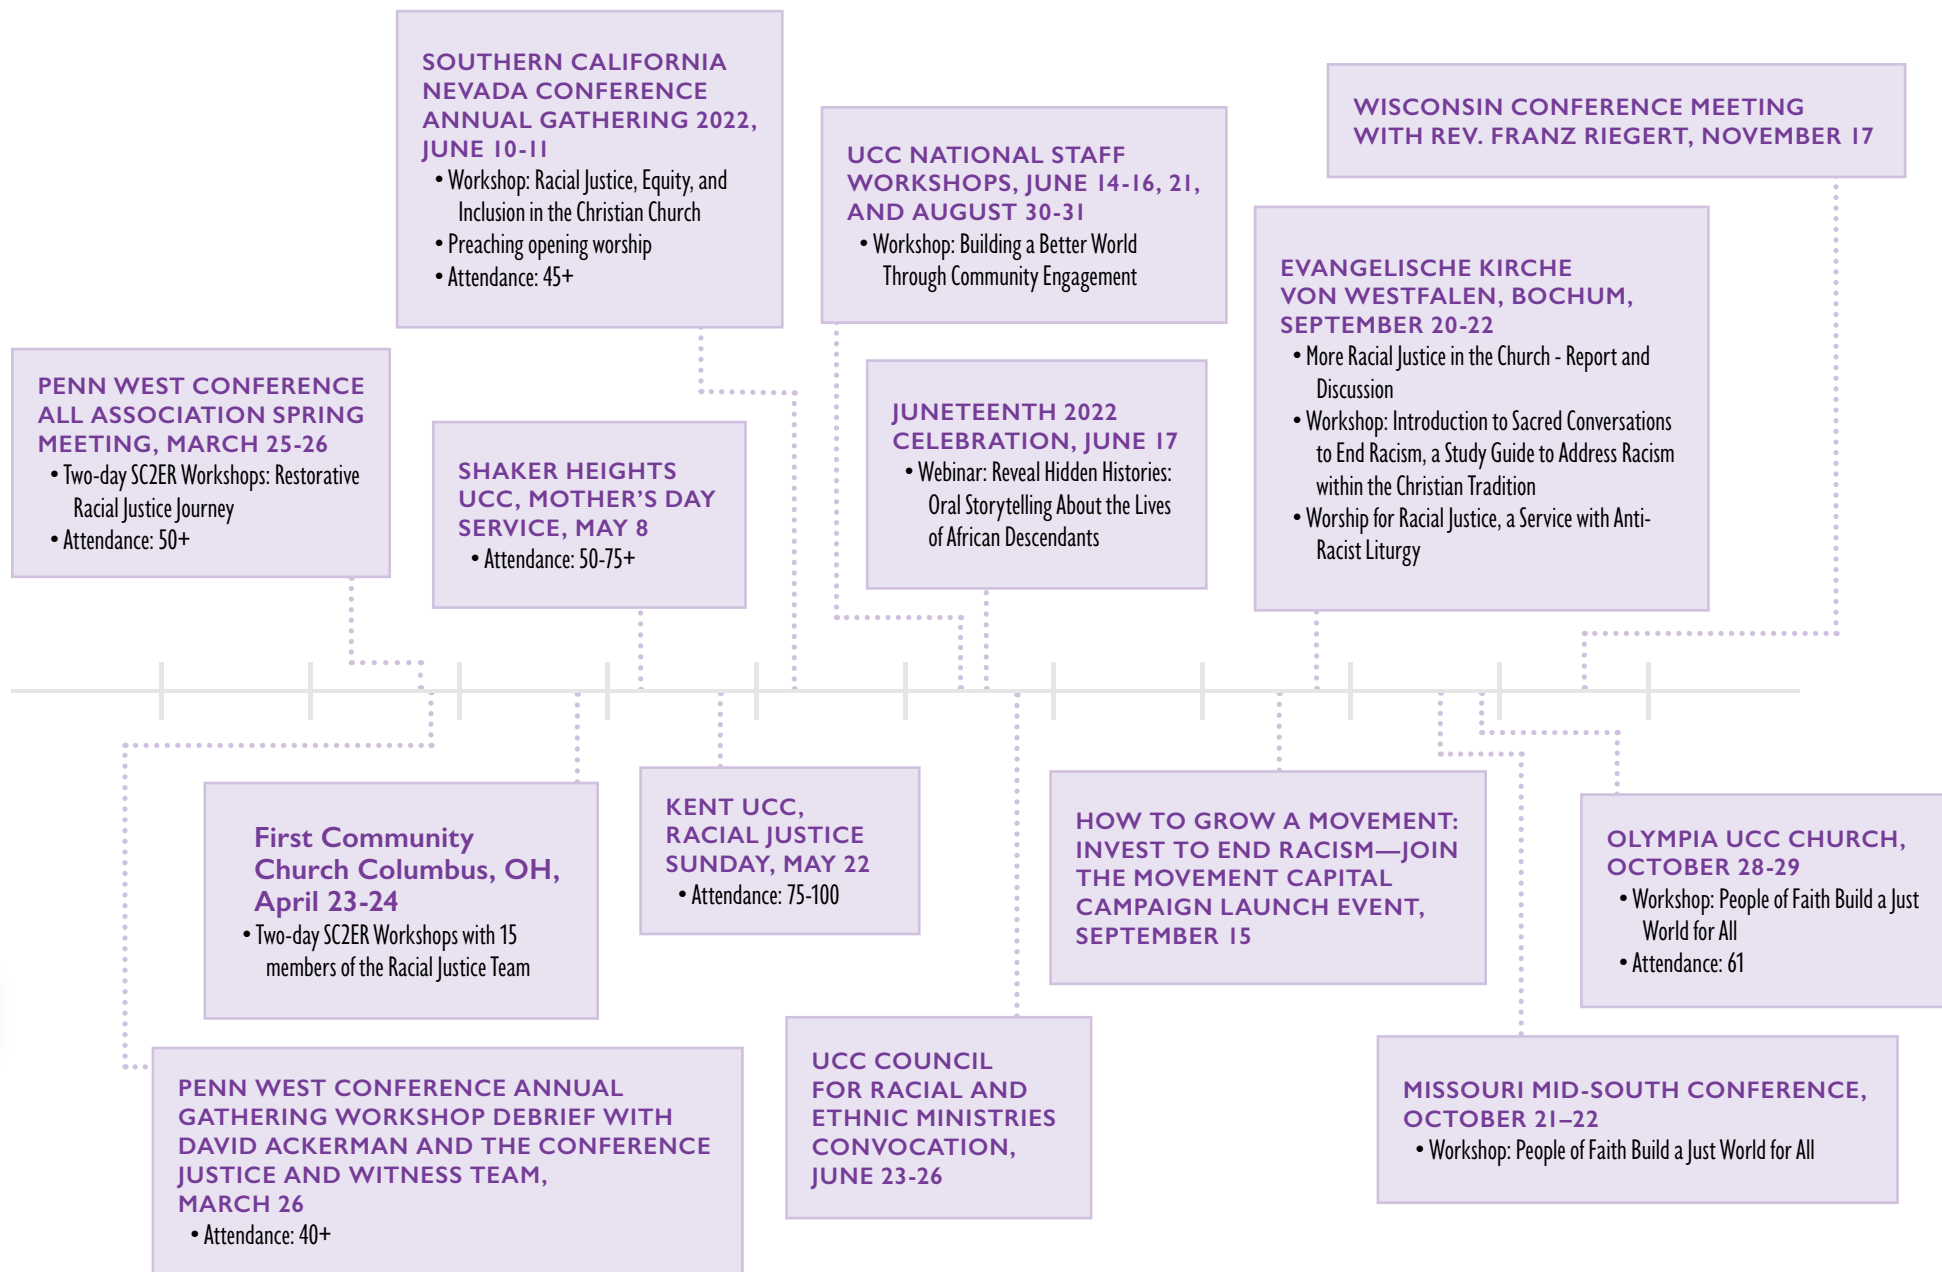 SOUTHERN CALIFORNIA
NEVADA CONFERENCE
ANNUAL GATHERING 2022,
JUNE 10-11
• Workshop: Racial Justice, Equity, and
Inclusion in the Christian Church
• Preaching opening worship
• Attendance: 45+
UCC NATIONAL STAFF
WORKSHOPS, JUNE 14-16, 21,
AND AUGUST 30-31
• Workshop: Building a Better World
Through Community Engagement
WISCONSIN CONFERENCE MEETING
WITH REV. FRANZ RIEGERT, NOVEMBER 17
EVANGELISCHE KIRCHE
VON WESTFALEN, BOCHUM,
SEPTEMBER 20-22
• More Racial Justice in the Church - Report and
Discussion
• Workshop: Introduction to Sacred Conversations
to End Racism, a Study Guide to Address Racism
within the Christian Tradition
• Worship for Racial Justice, a Service with Anti-
Racist Liturgy
PENN WEST CONFERENCE
ALL ASSOCIATION SPRING
MEETING, MARCH 25-26
• Two-day SC2ER Workshops: Restorative
Racial Justice Journey
• Attendance: 50+
SHAKER HEIGHTS
UCC, MOTHER'S DAY
SERVICE, MAY 8
• Attendance: 50-75+
JUNETEENTH 2022
CELEBRATION, JUNE 17
• Webinar: Reveal Hidden Histories:
Oral Storytelling About the Lives
of African Descendants
First Community
Church Columbus, OH,
April 23-24
• Two-day SC2ER Workshops with 15
members of the Racial Justice Team
KENT UCC,
RACIAL JUSTICE
SUNDAY, MAY 22
• Attendance: 75-100
HOW TO GROW A MOVEMENT:
INVEST TO END RACISM—JOIN
THE MOVEMENT CAPITAL
CAMPAIGN LAUNCH EVENT,
SEPTEMBER 15
OLYMPIA UCC CHURCH,
OCTOBER 28-29
• Workshop: People of Faith Build a Just
World for All
• Attendance: 61
PENN WEST CONFERENCE ANNUAL
GATHERING WORKSHOP DEBRIEF WITH
DAVID ACKERMAN AND THE CONFERENCE
JUSTICE AND WITNESS TEAM,
MARCH 26
• Attendance: 40+
UCC COUNCIL
FOR RACIAL AND
ETHNIC MINISTRIES
CONVOCATION,
JUNE 23-26
MISSOURI MID-SOUTH CONFERENCE,
OCTOBER 21–22
• Workshop: People of Faith Build a Just World for All